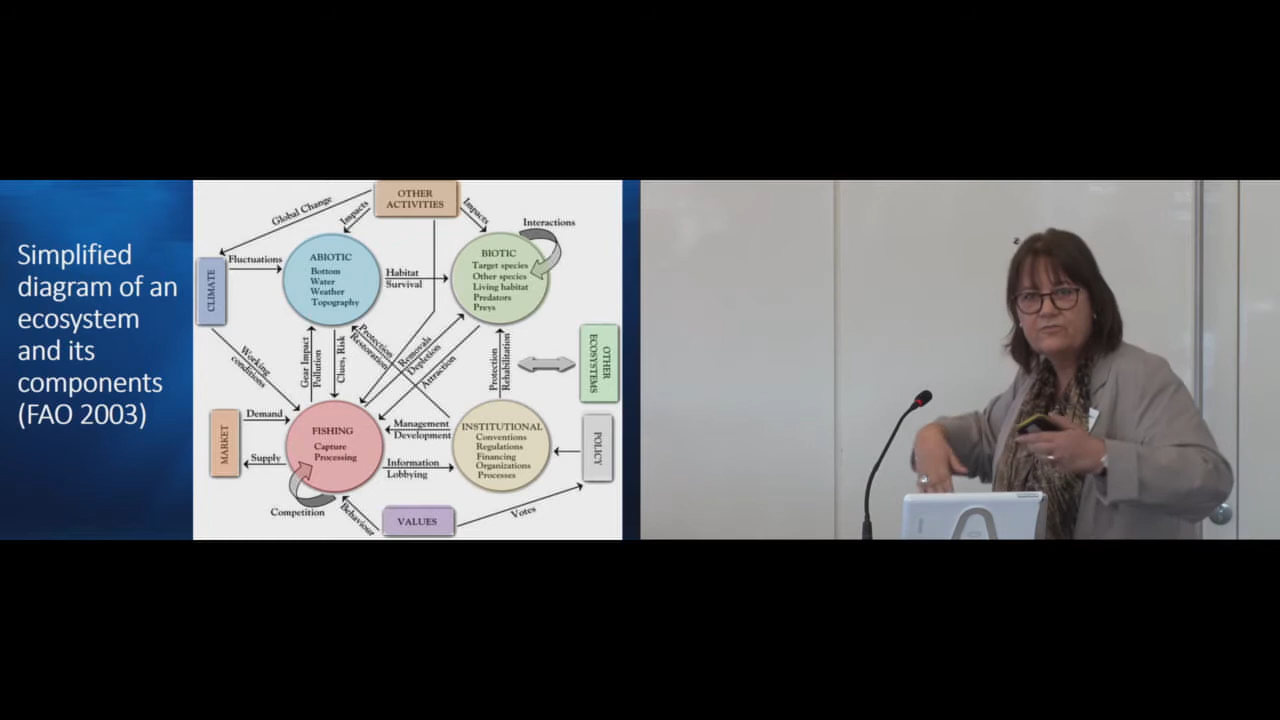 Simplified
diagram of an
ecosystem
and its
components
(FAO 2003)
OTHER
ACTIVITIES
Global Change
Impacts
Impacts
Interactions
CLIMATE
Fluctuations
ABIOTIC
Bottom
Water
Weather
Topography
Habitat
Survival
BIOTIC
Target species
Other species
Living habitat
Predators
Preys
Working
conditions
Gear Impact
Pollution
Clues, Risk
Protection
Restoration
Removals
Depletion
Attraction
Protection
Rehabilitation
OTHER
ECOSYSTEMS
MARKET
Demand
Supply
FISHING
Capture
Processing
Management
Development
Information
Lobbying
INSTITUTIONAL
Conventions
Regulations
Financing
Organizations
Processes
POLICY
Competition
Behaviour
VALUES
Votes